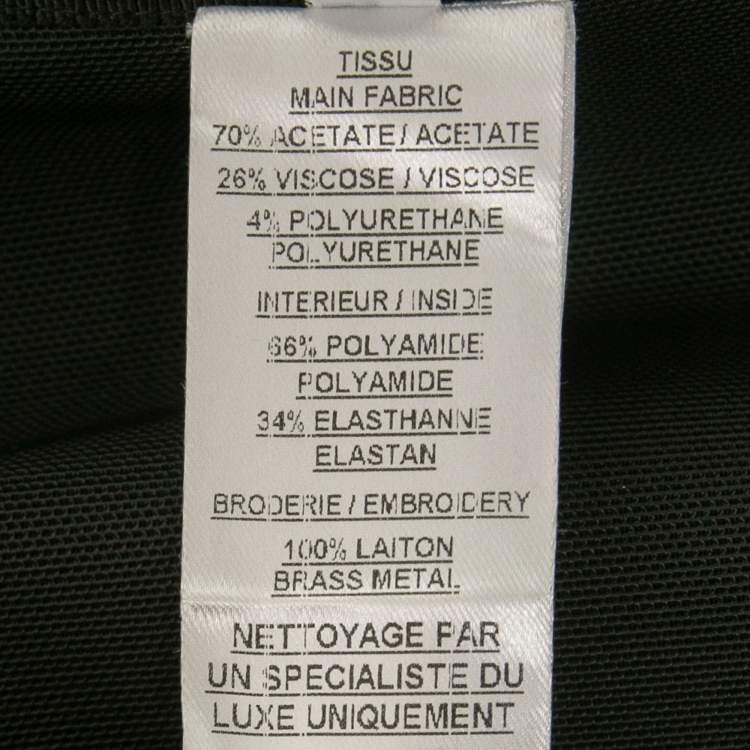 TISSU
MAIN FABRIC
70% ACETATE / ACETATE
26% VISCOSE / VISCOSE
4% POLYURETHANE
POLYURETHANE
INTERIEUR / INSIDE
66% POLYAMIDE
POLYAMIDE
34% ELASTHANNE
ELASTAN
BRODERIE / EMBROIDERY
100% LAITON
BRASS METAL
NETTOYAGE PAR
UN SPECIALISTE DU
LUXE UNIQUEMENT